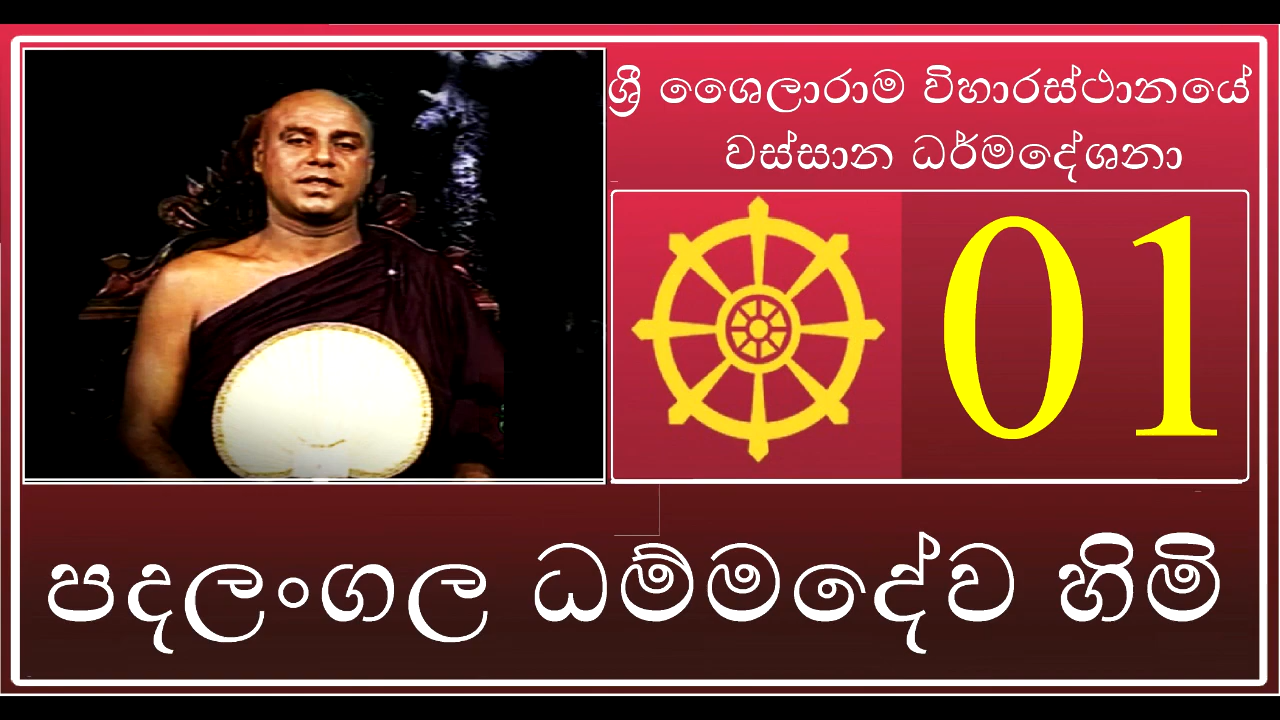 ශ්‍රී ශෛලාරාම විහාරස්ථානයේ
වස්සාන ධර්මදේශනා
01
පදලංගල ධම්මදේව හිමි